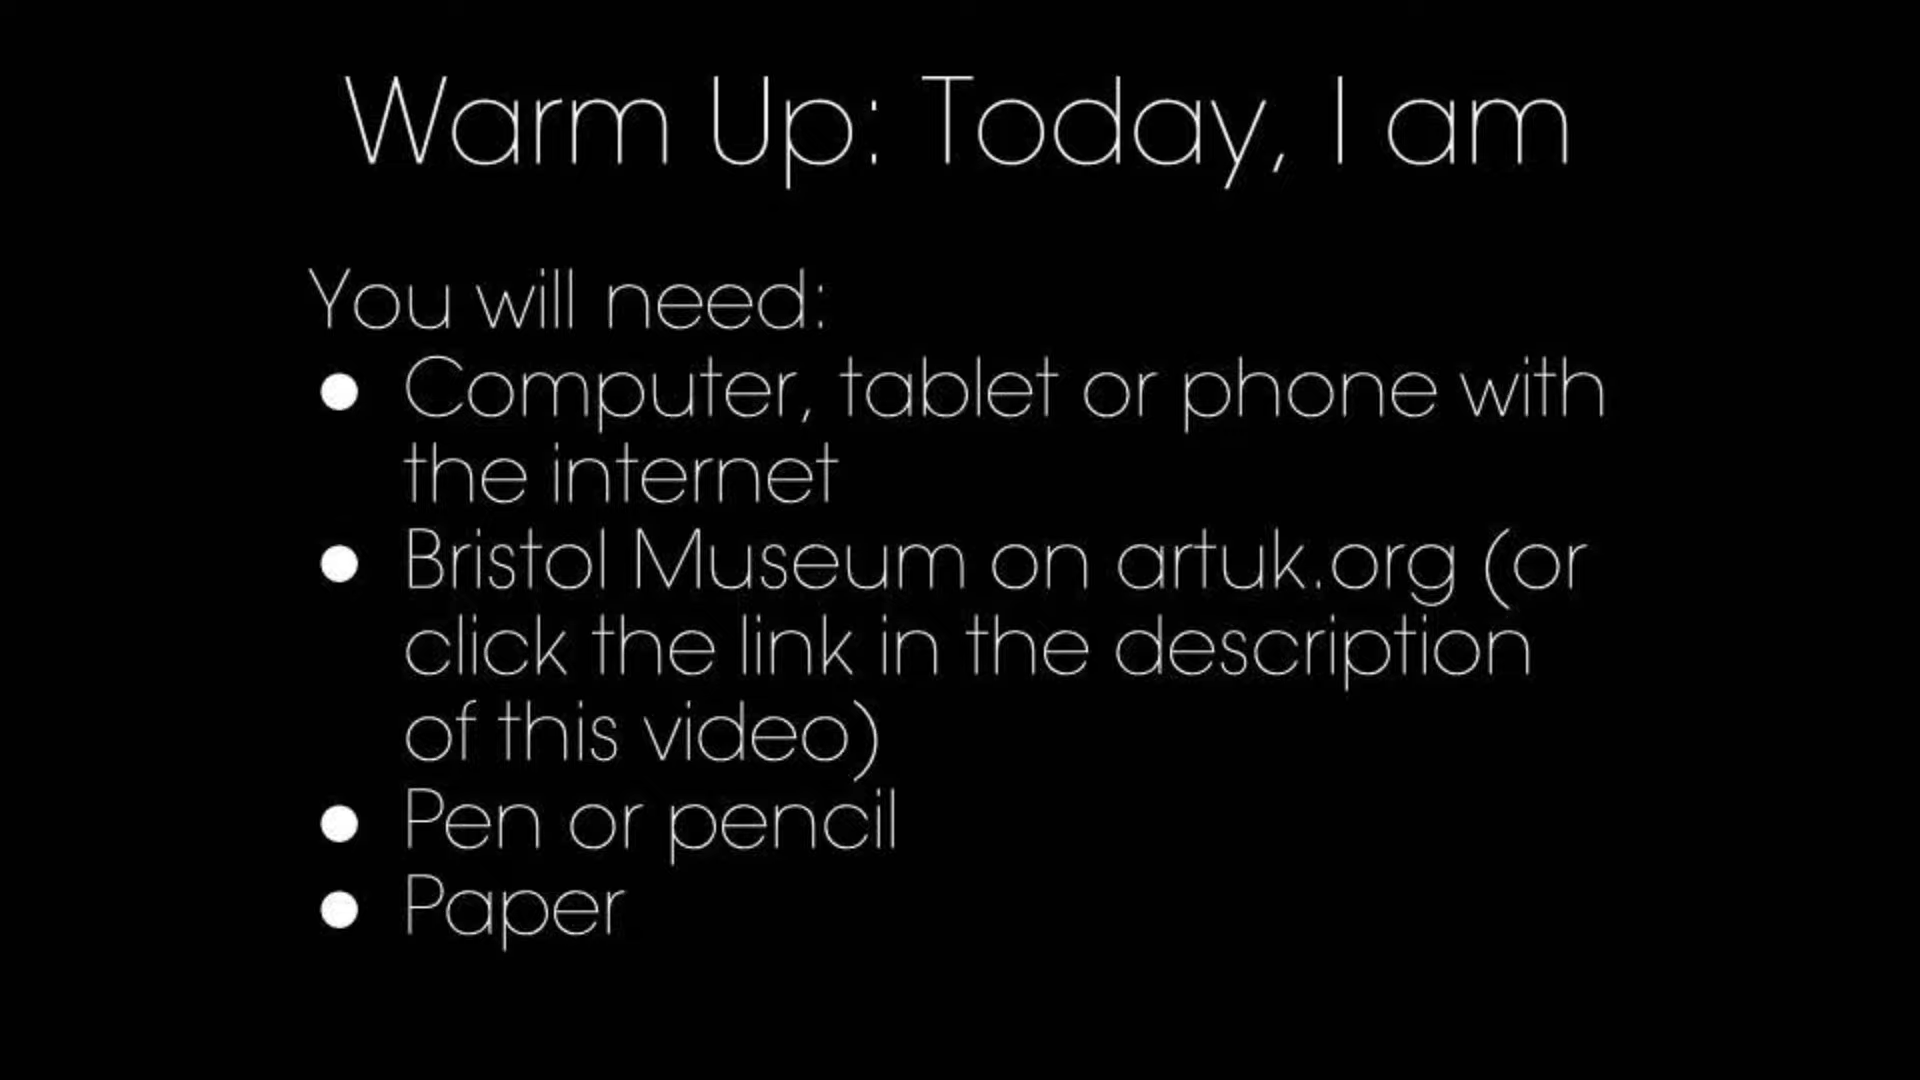 Warm Up: Today, I am
You will need:
● Computer, tablet or phone with
the internet
● Bristol Museum on artuk.org (or
click the link in the description
of this video)
● Pen or pencil
● Paper